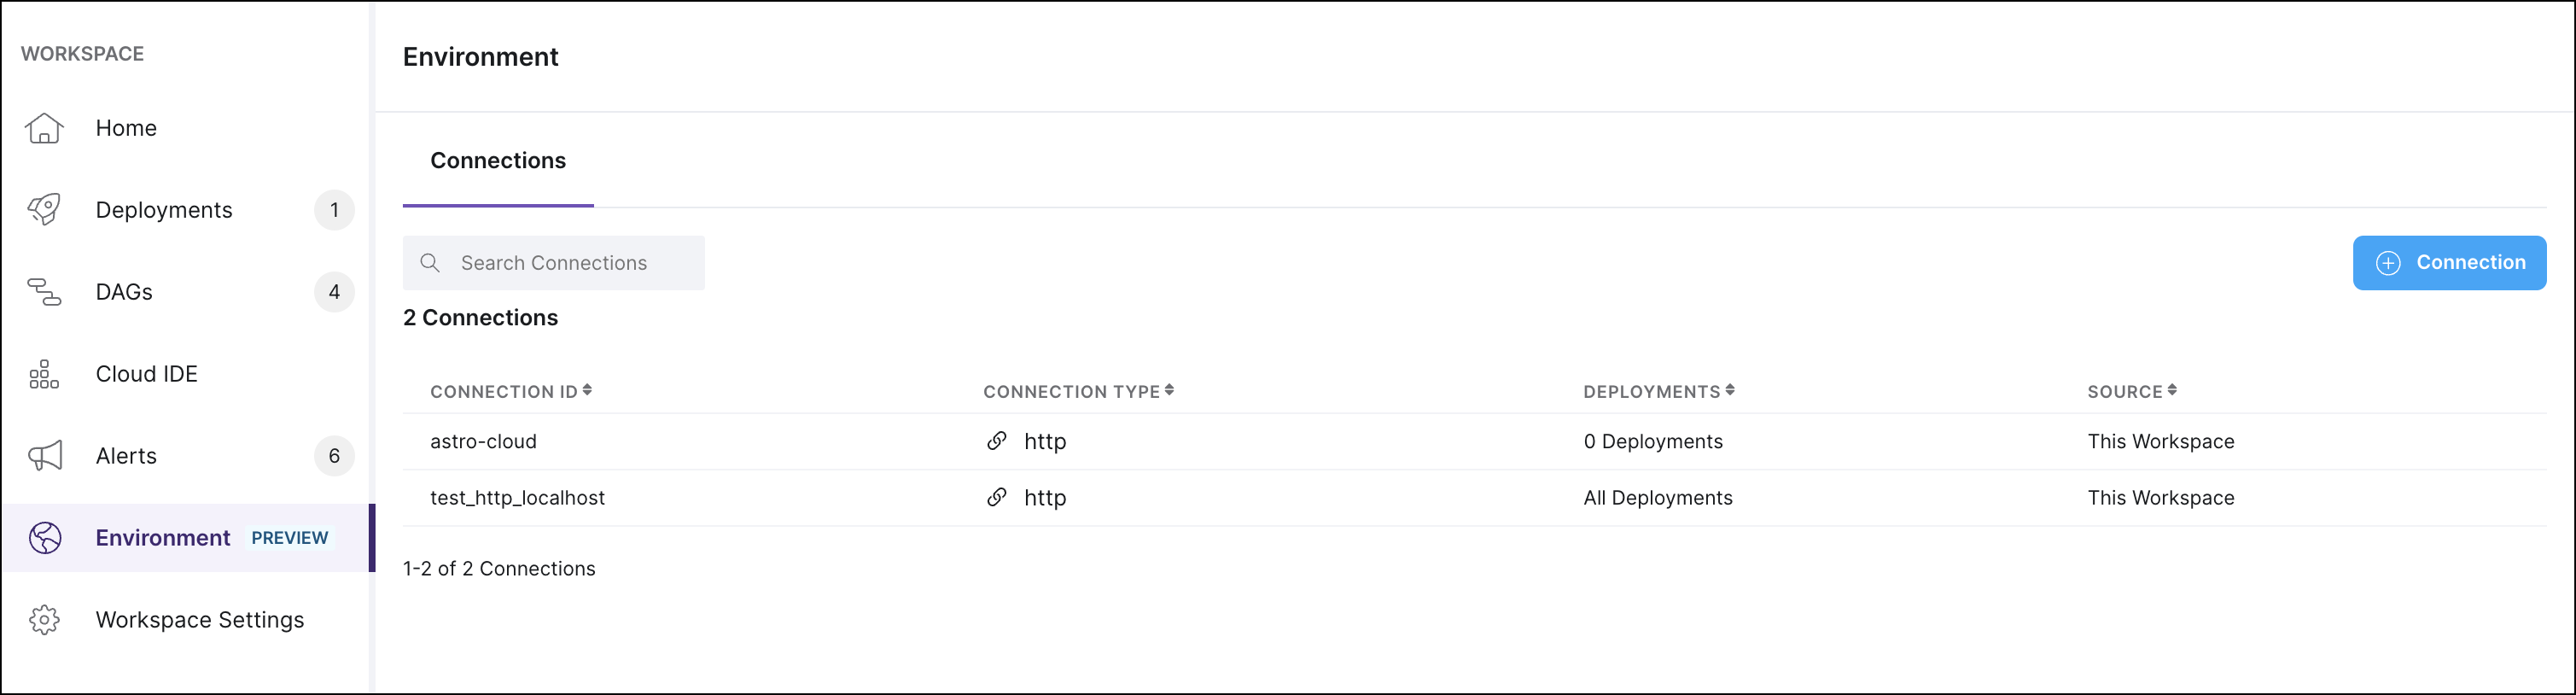 WORKSPACE
Home
Deployments 1
DAGs 4
Cloud IDE
Alerts 6
Environment PREVIEW
Workspace Settings
Environment
Connections
Search Connections
Connection
2 Connections
CONNECTION ID CONNECTION TYPE DEPLOYMENTS SOURCE
astro-cloud http 0 Deployments This Workspace
test_http_localhost http All Deployments This Workspace
1-2 of 2 Connections